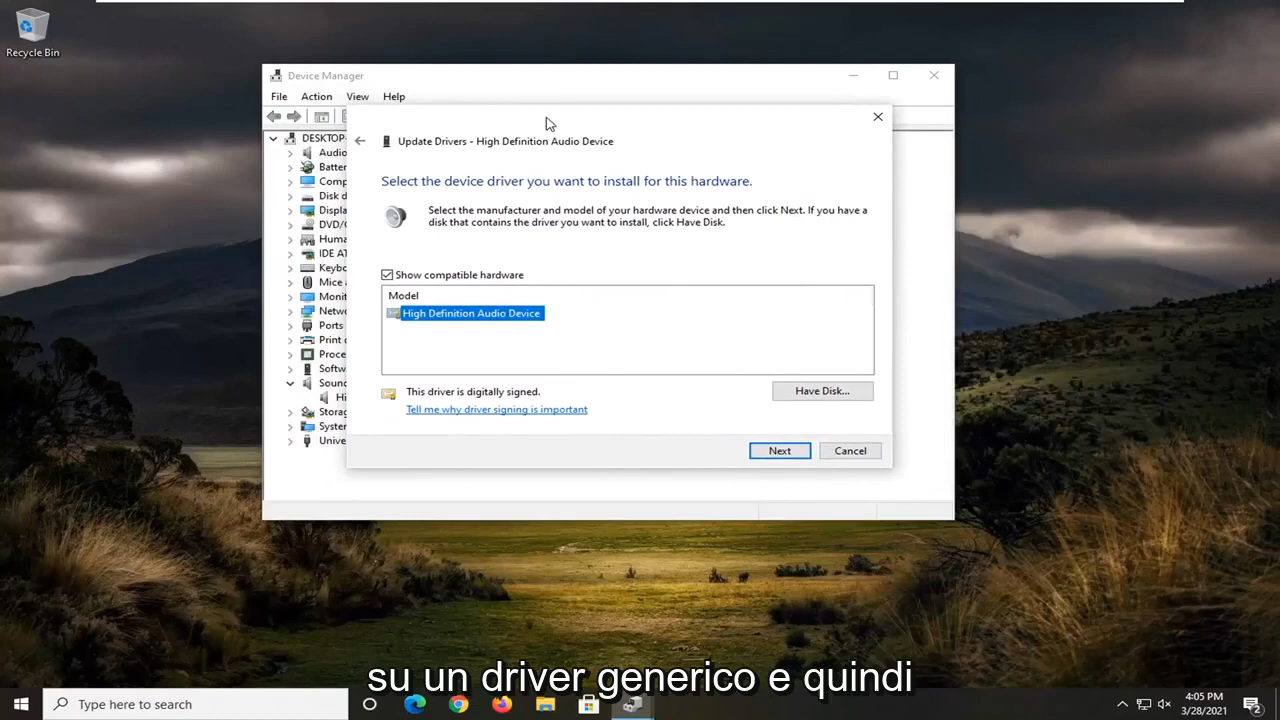 Recycle Bin
Device Manager
File Action View Help
DESKTOP-
Audio
Batter
Comp
Disk d
Displa
DVD/C
Huma
IDE AT
Keybo
Mice a
Monit
Netwo
Ports
Print
Proce
Softw
Sound
Hi
Storag
System
Unive
Update Drivers - High Definition Audio Device
Select the device driver you want to install for this hardware.
Select the manufacturer and model of your hardware device and then click Next. If you have a
disk that contains the driver you want to install, click Have Disk.
Show compatible hardware
Model
High Definition Audio Device
This driver is digitally signed.
Have Disk...
Tell me why driver signing is important
Next Cancel
su un driver generico e quindi
Type here to search
4:05 PM
3/28/2021
2